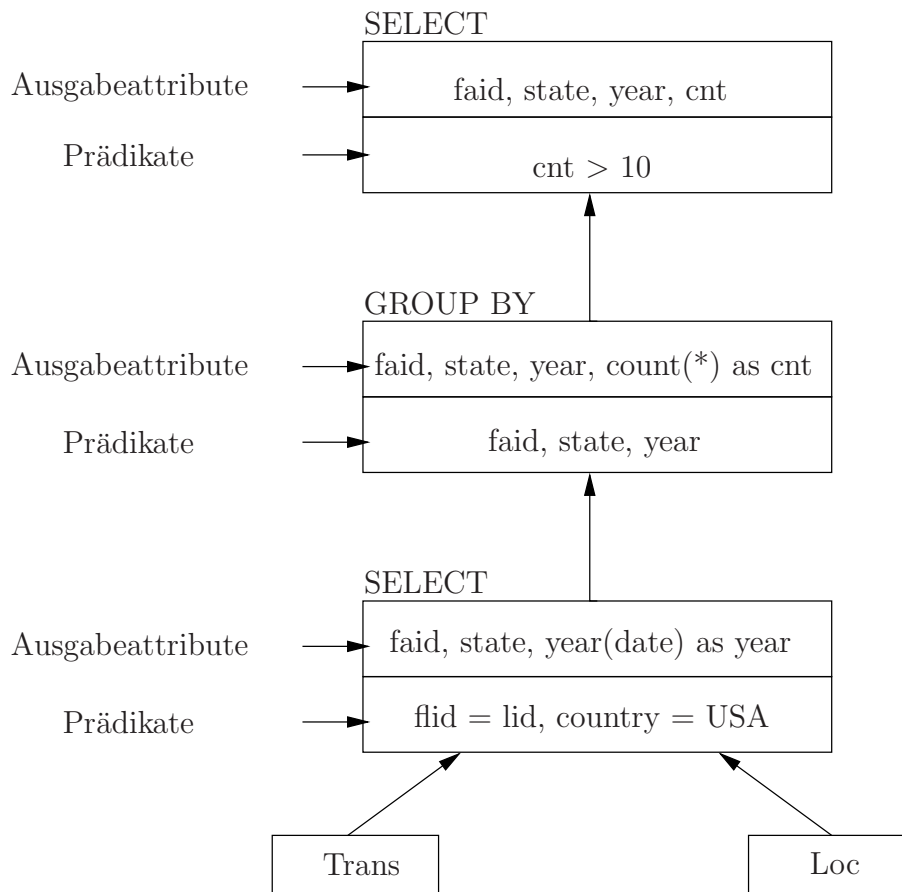 SELECT
Ausgabeattribute
faid, state, year, cnt
Prädikate
cnt > 10
GROUP BY
Ausgabeattribute
faid, state, year, count(*) as cnt
Prädikate
faid, state, year
SELECT
Ausgabeattribute
faid, state, year(date) as year
Prädikate
flid = lid, country = USA
Trans
Loc